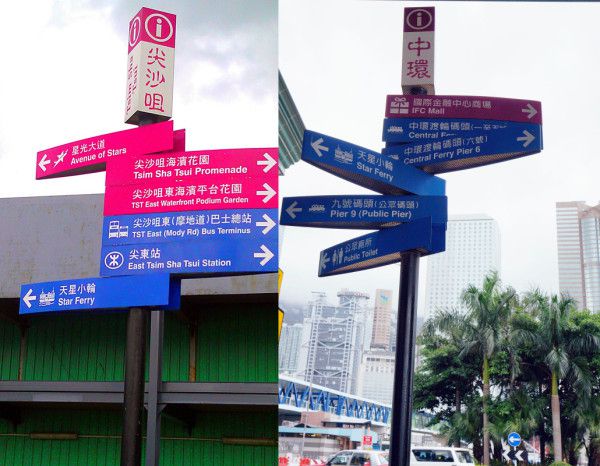 尖沙咀
星光大道
Avenue of Stars
尖沙咀海濱花園
Tsim Sha Tsui Promenade
尖沙咀東海濱平台花園
TST East Waterfront Podium Garden
尖沙咀東(摩地道)巴士總站
TST East (Mody Rd) Bus Terminus
尖東站
East Tsim Sha Tsui Station
天星小輪
Star Ferry
中環
國際金融中心商場
IFC Mall
中環渡輪碼頭(一至五
Central
中環渡輪碼頭(六號)
Central Ferry Pier 6
天星小輪
Star Ferry
九號碼頭(公眾碼頭)
Pier 9 (Public Pier)
公眾廁所
Public Toilet